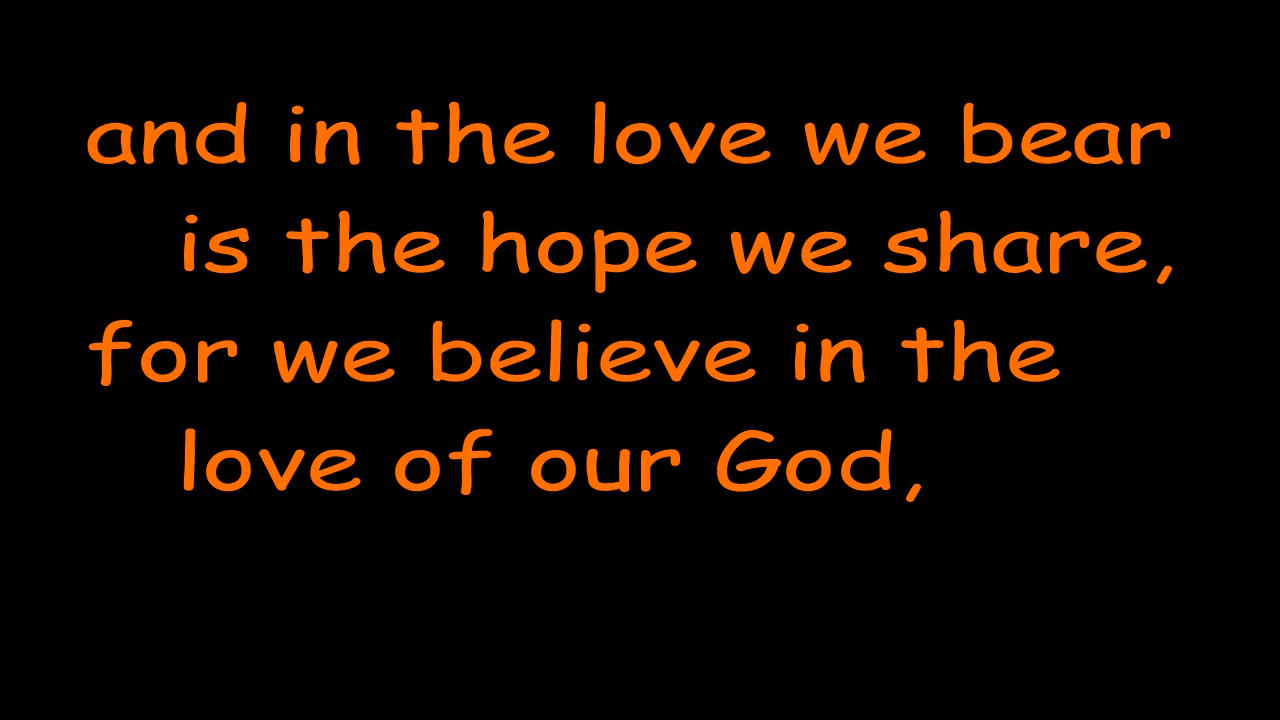 and in the love we bear
is the hope we share,
for we believe in the
love of our God,